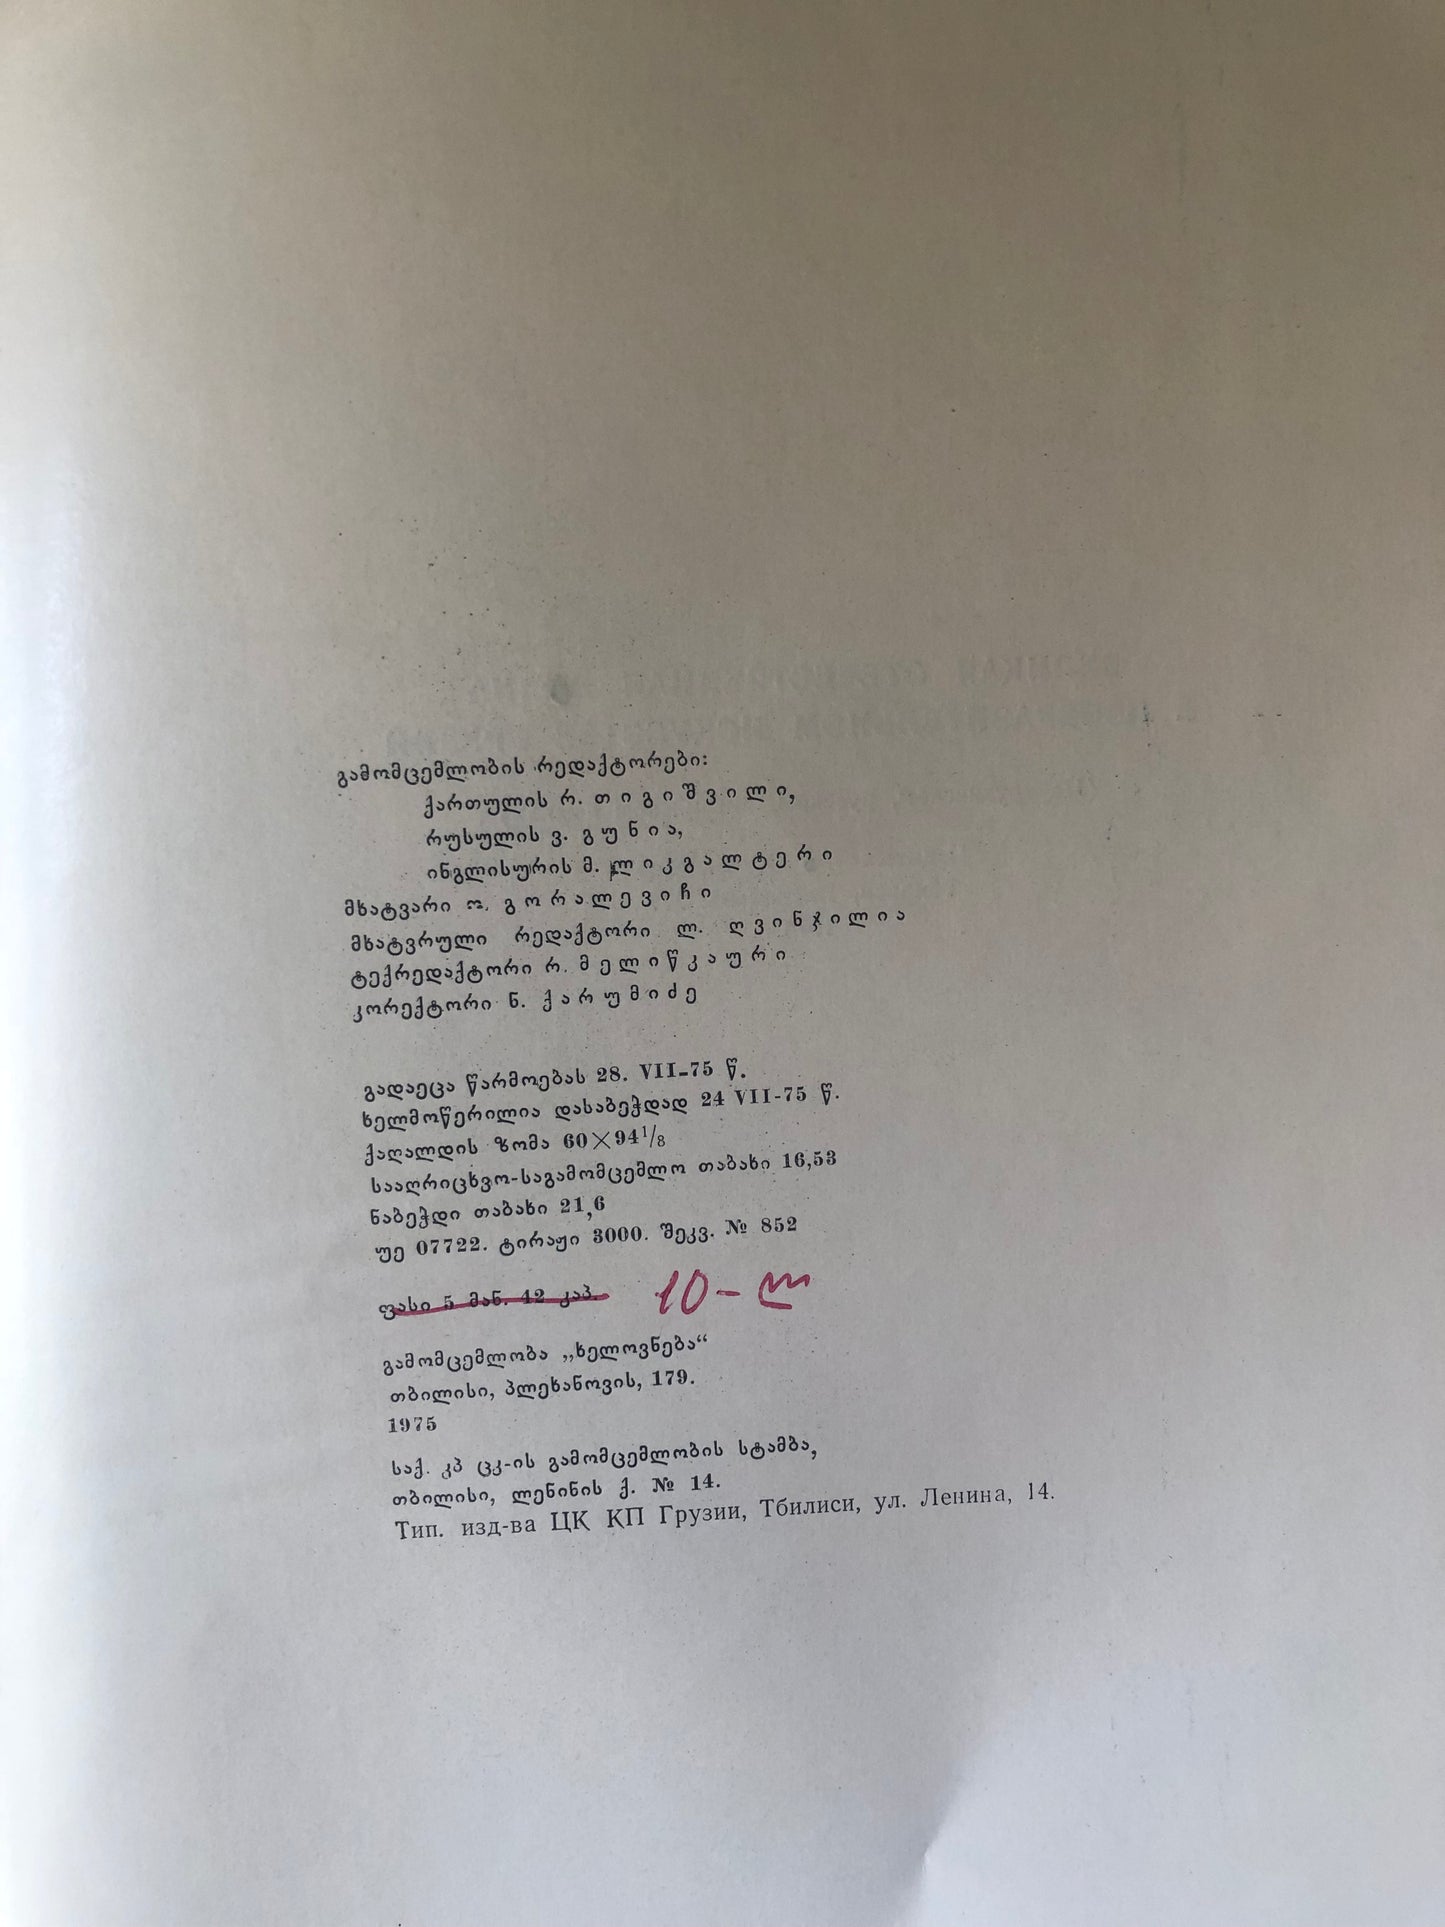 გამომცემლობის რედაქტორები:
ქართულის რ. თიგიშვილი,
რუსულის ვ. გუნია,
ინგლისურის მ. ლიკგალტერი
მხატვარი ო. გორალევიჩი
მხატვრული რედაქტორი ლ. ღვინჯილია
ტექრედაქტორი რ. მელიწკაური
კორექტორი ნ. ქარუმიძე
გადაეცა წარმოებას 28. VII-75 წ.
ხელმოწერილია დასაბეჭდად 24 VII-75 წ.
ქაღალდის ზომა 60×94¹/₈
სააღრიცხვო-საგამომცემლო თაბახი 16,53
ნაბეჭდი თაბახი 21,6
უე 07722. ტირაჟი 3000. შეკვ. № 852
ფასი 5 მან. 42 კაპ. 10-ლ
გამომცემლობა „ხელოვნება“
თბილისი, პლეხანოვის, 179.
1975
საქ. კპ ცკ-ის გამომცემლობის სტამბა,
თბილისი, ლენინის ქ. № 14.
Тип. изд-ва ЦК КП Грузии, Тбилиси, ул. Ленина, 14.